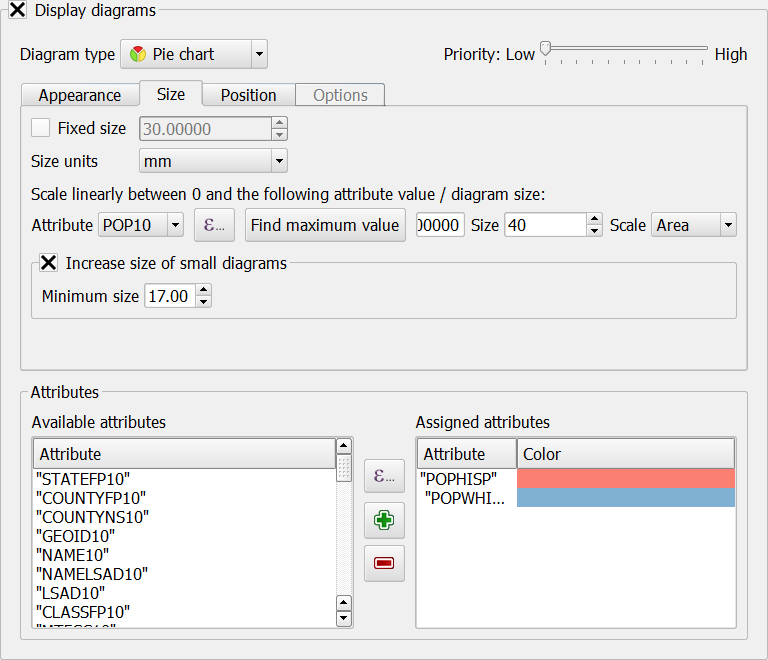 Display diagrams
Diagram type Pie chart Priority: Low High
Appearance Size Position Options
Fixed size 30.00000
Size units mm
Scale linearly between 0 and the following attribute value / diagram size:
Attribute POP10 ε... Find maximum value 00000 Size 40 Scale Area
Increase size of small diagrams
Minimum size 17.00
Attributes
Available attributes Assigned attributes
Attribute Attribute Color
"STATEFP10" "POPHISP"
"COUNTYFP10" "POPWHI...
"COUNTYNS10"
"GEOID10"
"NAME10"
"NAMELSAD10"
"LSAD10"
"CLASSFP10"
ε...